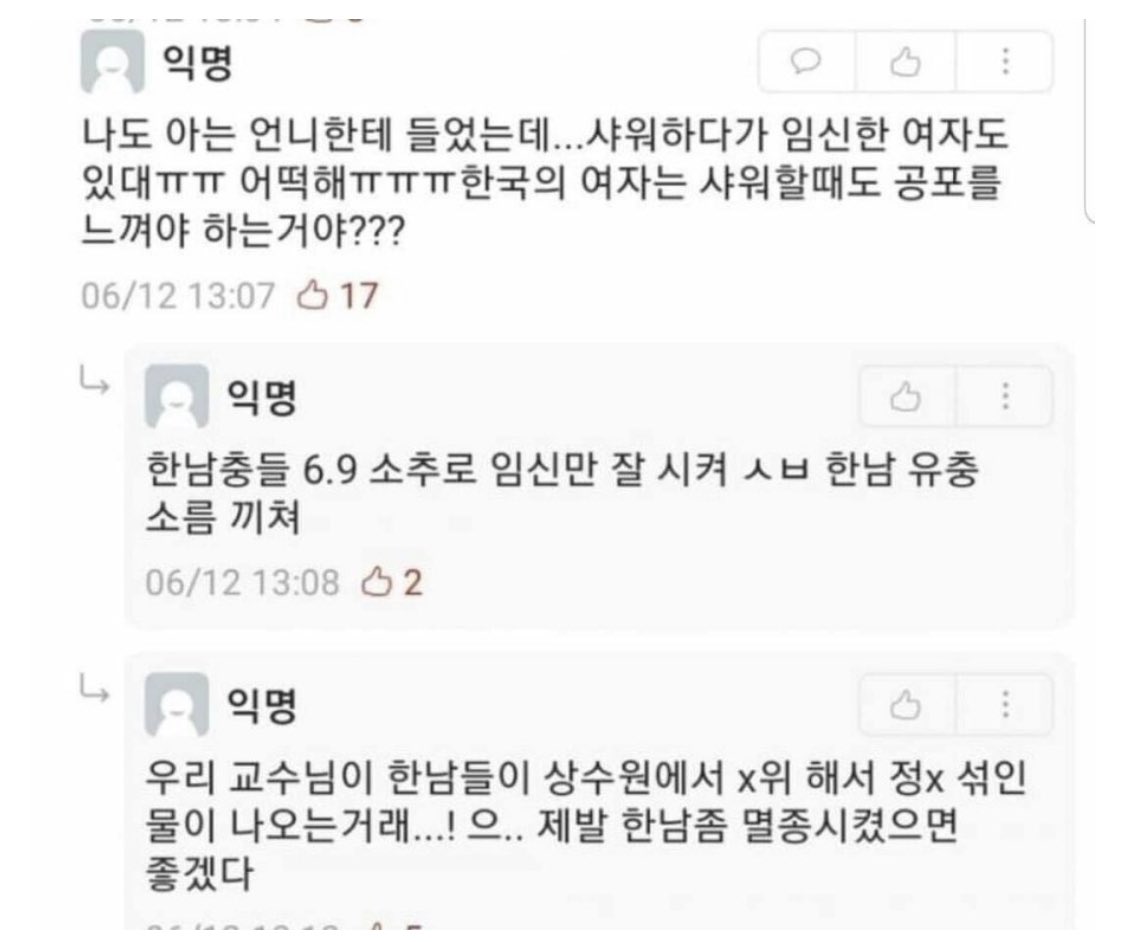 익명
나도 아는 언니한테 들었는데...샤워하다가 임신한 여자도
있대ㅠㅠ 어떡해ㅠㅠㅠ한국의 여자는 샤워할때도 공포를
느껴야 하는거야???
06/12 13:07 17
익명
한남충들 6.9 소추로 임신만 잘 시켜 ㅅㅂ 한남 유충
소름 끼쳐
06/12 13:08 2
익명
우리 교수님이 한남들이 상수원에서 x위 해서 정x 섞인
물이 나오는거래...! 으.. 제발 한남좀 멸종시켰으면
좋겠다